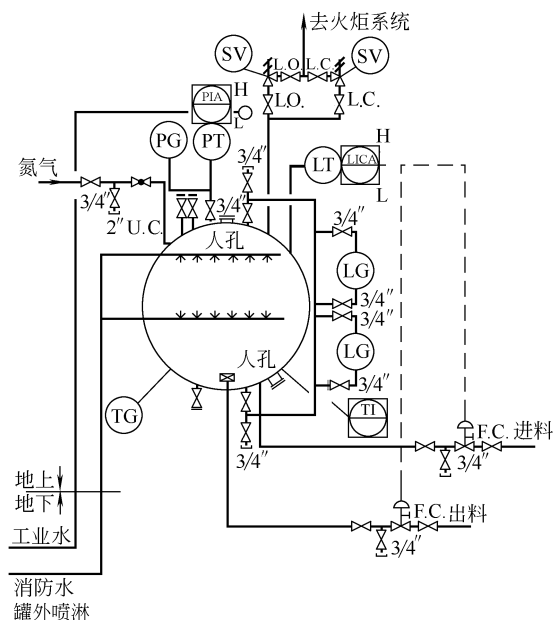 去火炬系统
SV
SV
L.O.
L.C.
L.O.
L.C.
PIA
H
L
PG
PT
3/4"
LT
LICA
H
L
氮气
3/4"
2"
U.C.
3/4"
人孔
3/4"
LG
3/4"
3/4"
LG
人孔
3/4"
TG
TI
3/4"
F.C.
进料
3/4"
地上
地下
F.C.
出料
工业水
3/4"
消防水
罐外喷淋